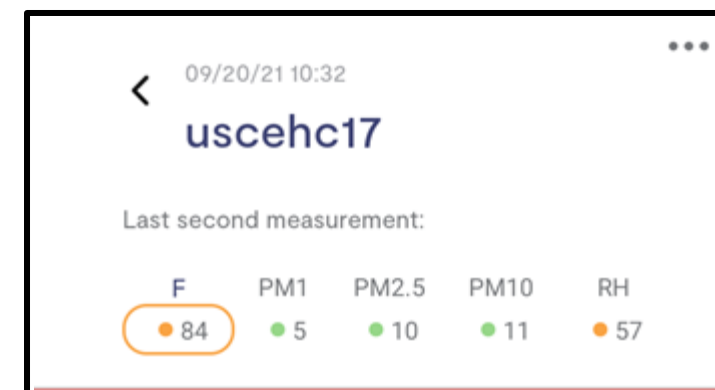 09/20/21 10:32
uscehc17
Last second measurement:
F PM1 PM2.5 PM10 RH
84 5 10 11 57